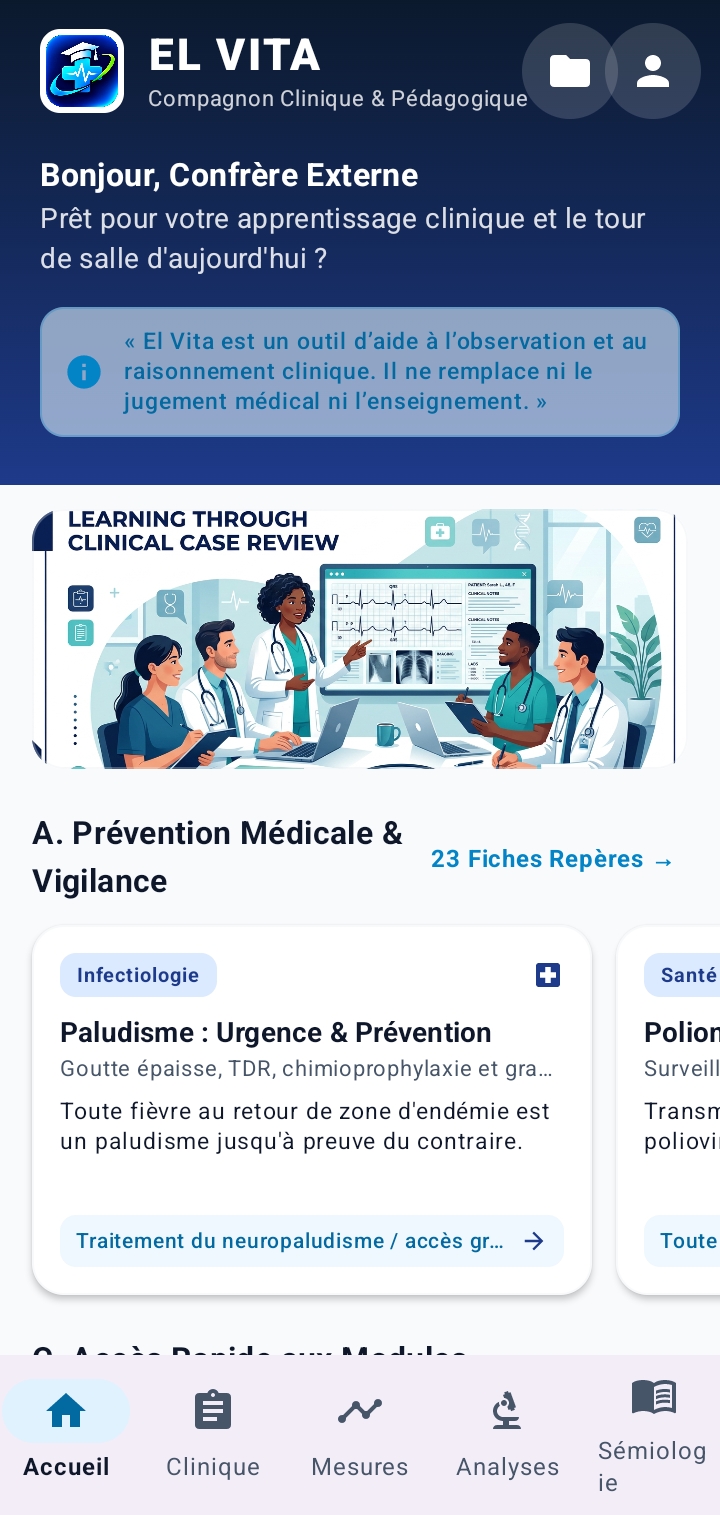 EL VITA
Compagnon Clinique & Pédagogique
Bonjour, Confrère Externe
Prêt pour votre apprentissage clinique et le tour
de salle d'aujourd'hui ?
« El Vita est un outil d’aide à l’observation et au
raisonnement clinique. Il ne remplace ni le
jugement médical ni l’enseignement. »
LEARNING THROUGH
CLINICAL CASE REVIEW
A. Prévention Médicale &
Vigilance
23 Fiches Repères →
Infectiologie
Paludisme : Urgence & Prévention
Goutte épaisse, TDR, chimioprophylaxie et gra…
Toute fièvre au retour de zone d'endémie est
un paludisme jusqu'à preuve du contraire.
Traitement du neuropaludisme / accès gr…
Santé
Polion
Surveill
Transm
poliovi
Toute
Accueil
Clinique
Mesures
Analyses
Sémiolog
ie